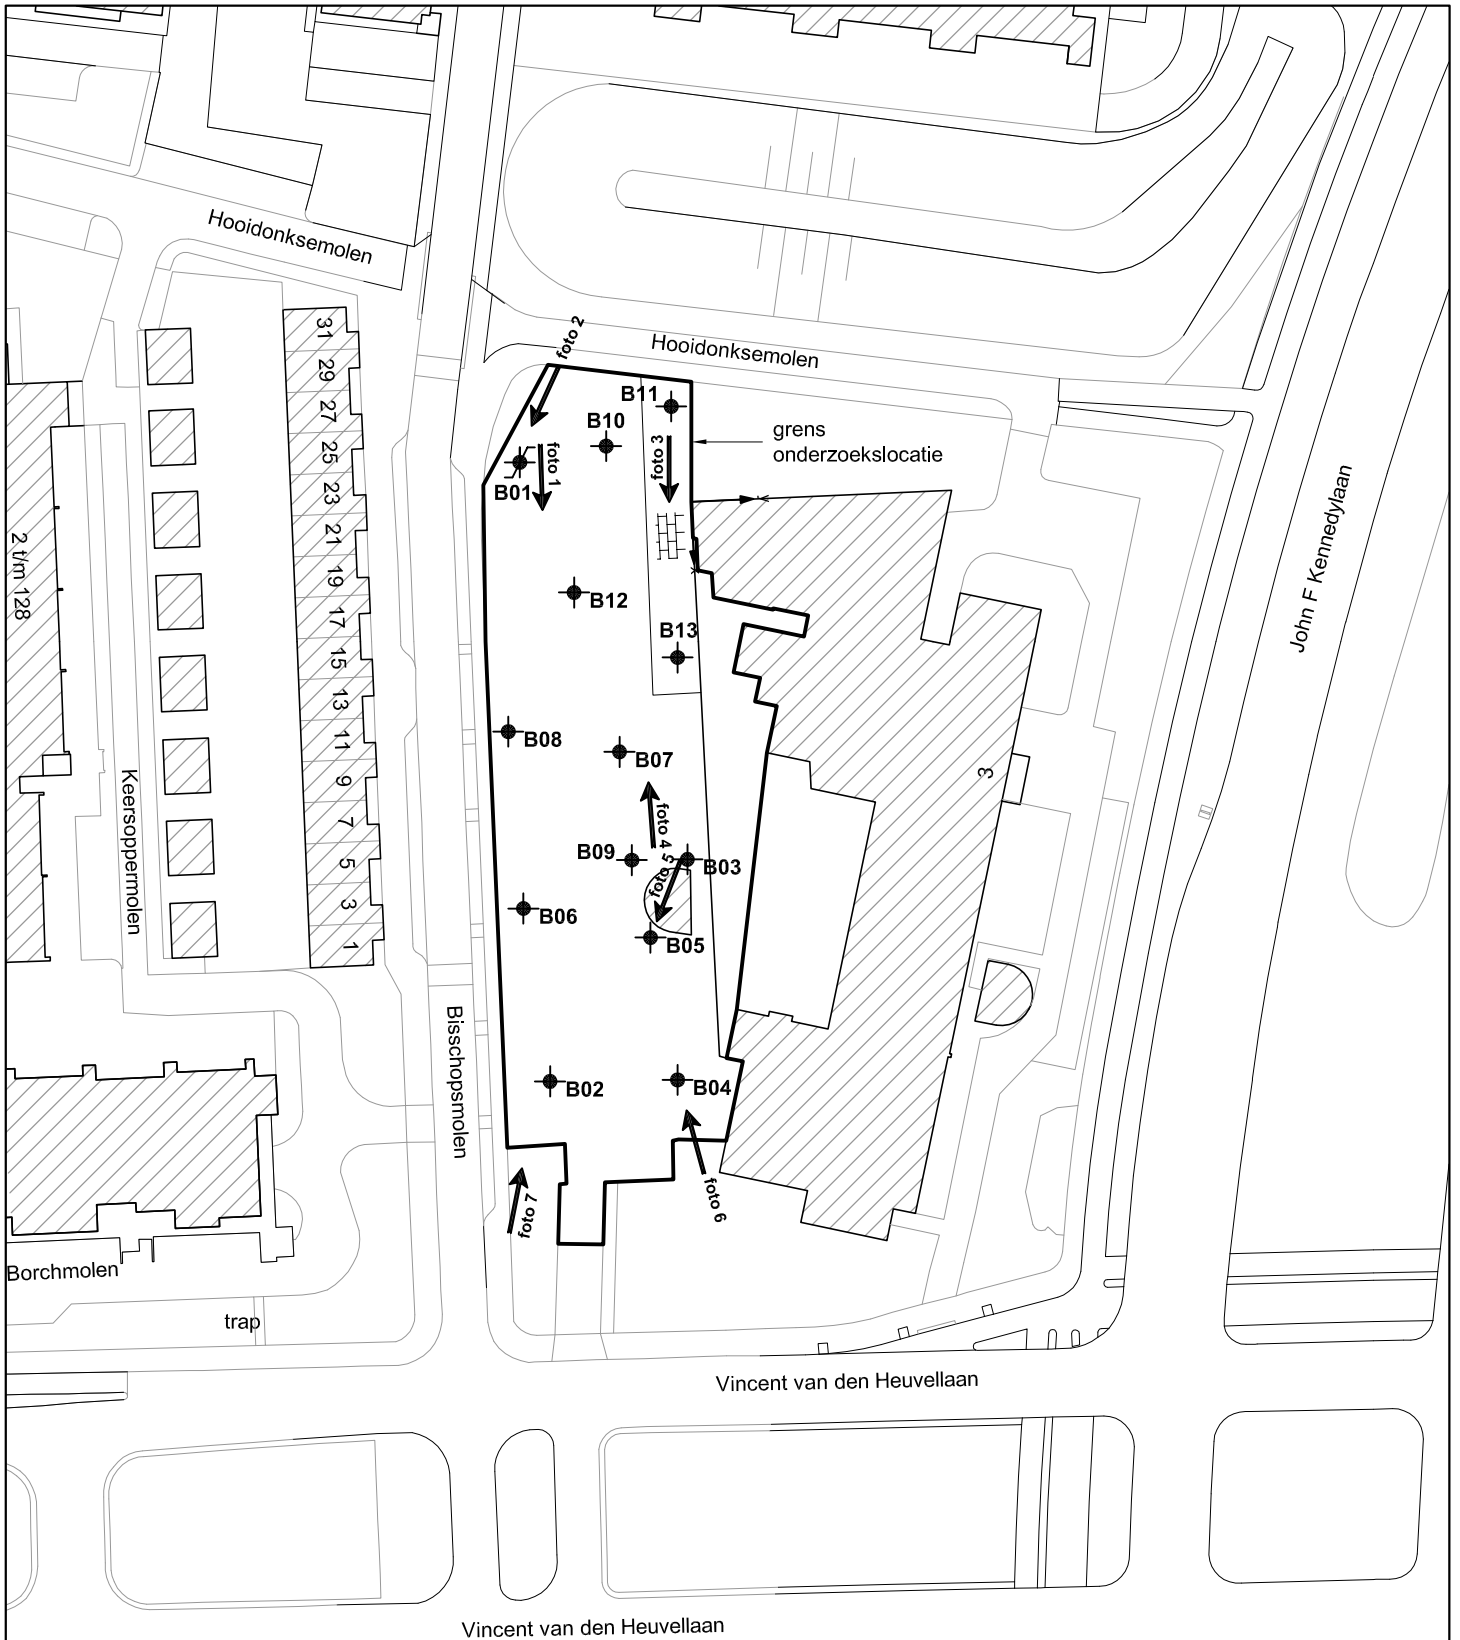 Hooidonksemolen
foto 2
Hooidonksemolen
B11
B10
grens
onderzoekslocatie
foto 3
foto 1
B01
31
29
27
25
23
21
19
17
15
13
11
9
7
5
3
1
2 t/m 128
John F Kennedylaan
B12
B13
B08
B07
3
Keersoppermolen
foto 4
B09
B03
foto 5
B06
B05
Bisschopsmolen
B02
B04
foto 6
foto 7
Borchmolen
trap
Vincent van den Heuvellaan
Vincent van den Heuvellaan